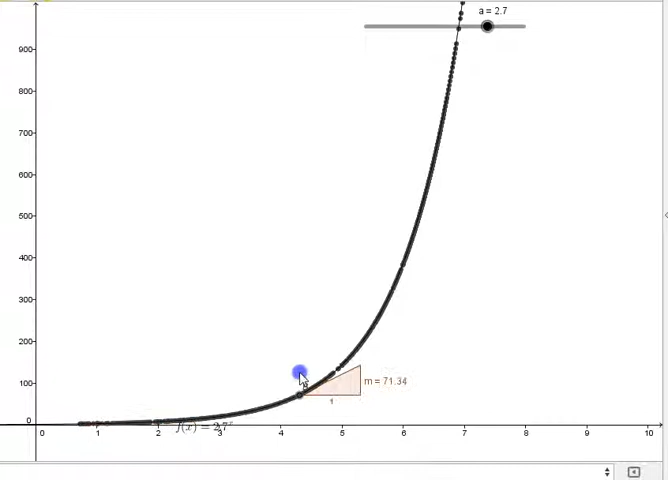 a = 2.7
900
800
700
600
500
400
300
200
100
0
m = 71.34
1
f(x) = 2.7ˣ
0 1 2 3 4 5 6 7 8 9 10